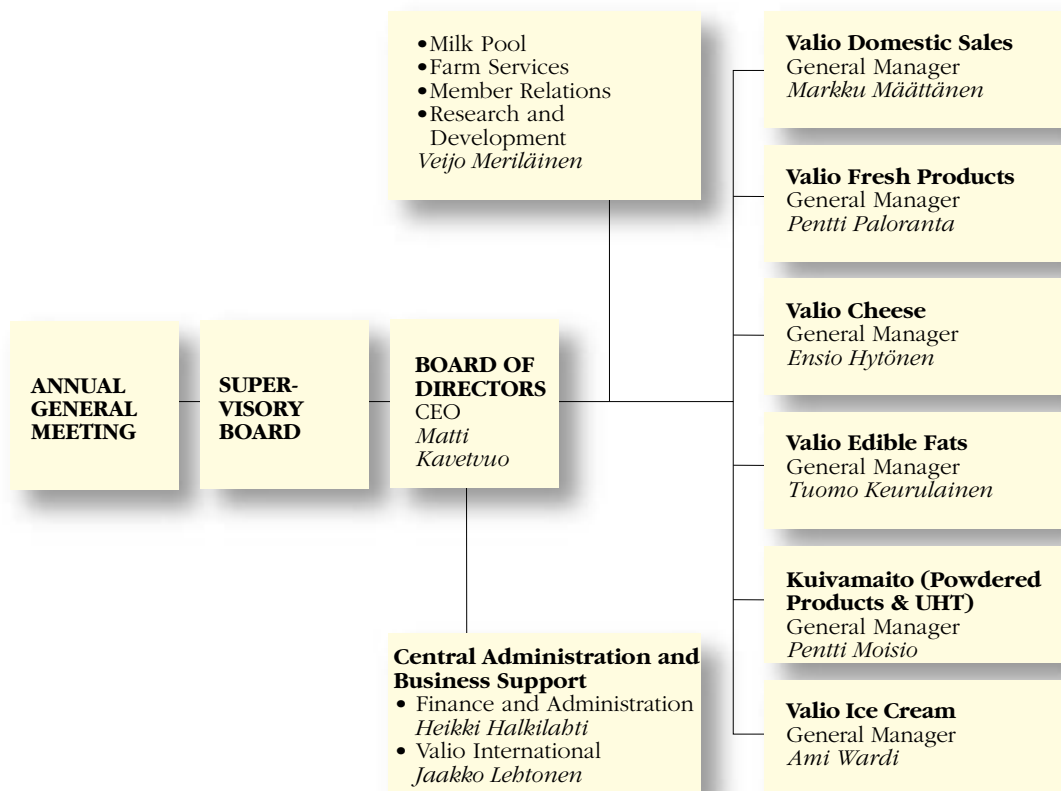 • Milk Pool
• Farm Services
• Member Relations
• Research and
Development
Veijo Meriläinen
ANNUAL
GENERAL
MEETING
SUPER-
VISORY
BOARD
BOARD OF
DIRECTORS
CEO
Matti
Kavetvuo
Central Administration and
Business Support
• Finance and Administration
Heikki Halkilahti
• Valio International
Jaakko Lehtonen
Valio Domestic Sales
General Manager
Markku Määttänen
Valio Fresh Products
General Manager
Pentti Paloranta
Valio Cheese
General Manager
Ensio Hytönen
Valio Edible Fats
General Manager
Tuomo Keurulainen
Kuivamaito (Powdered
Products & UHT)
General Manager
Pentti Moisio
Valio Ice Cream
General Manager
Ami Wardi